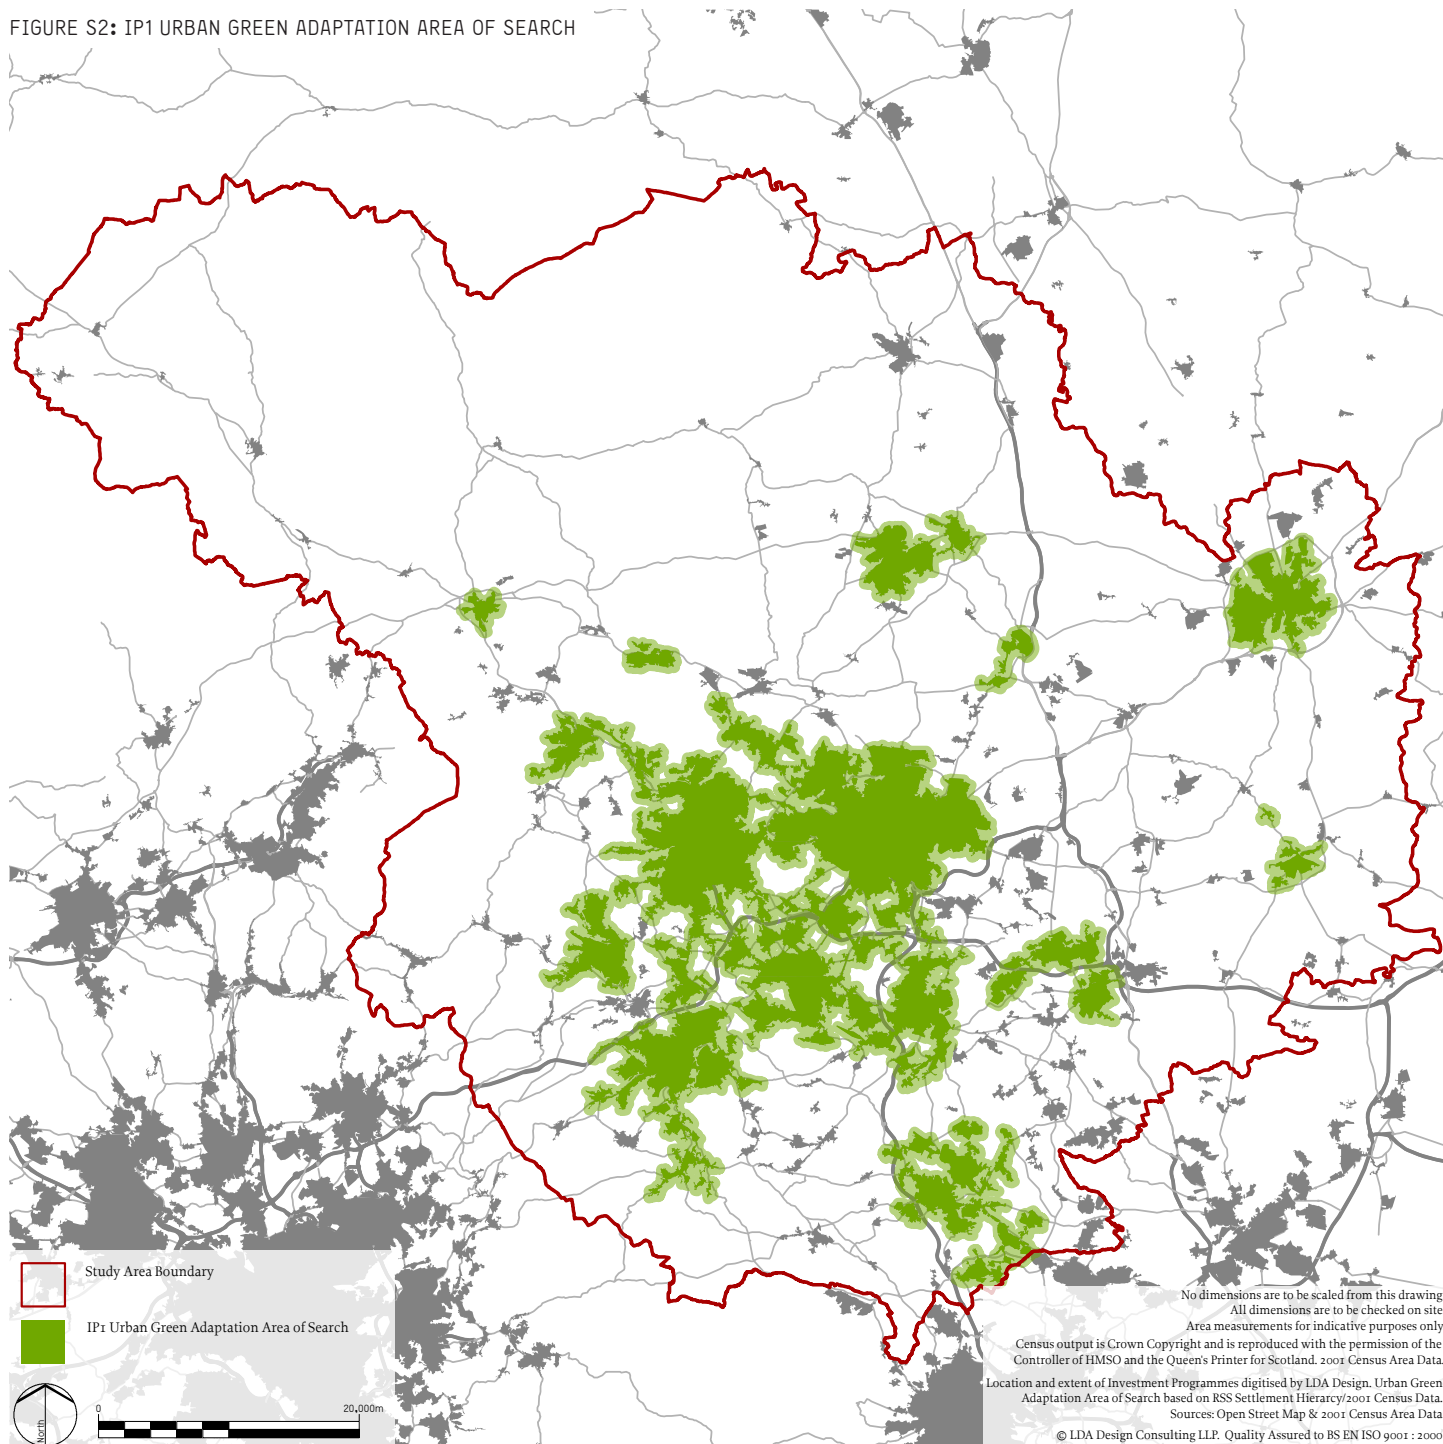 FIGURE S2: IP1 URBAN GREEN ADAPTATION AREA OF SEARCH
Study Area Boundary
IP1 Urban Green Adaptation Area of Search
North
0
20,000m
No dimensions are to be scaled from this drawing
All dimensions are to be checked on site
Area measurements for indicative purposes only
Census output is Crown Copyright and is reproduced with the permission of the
Controller of HMSO and the Queen's Printer for Scotland. 2001 Census Area Data.
Location and extent of Investment Programmes digitised by LDA Design. Urban Green
Adaptation Area of Search based on RSS Settlement Hierarcy/2001 Census Data.
Sources: Open Street Map & 2001 Census Area Data
© LDA Design Consulting LLP. Quality Assured to BS EN ISO 9001 : 2000